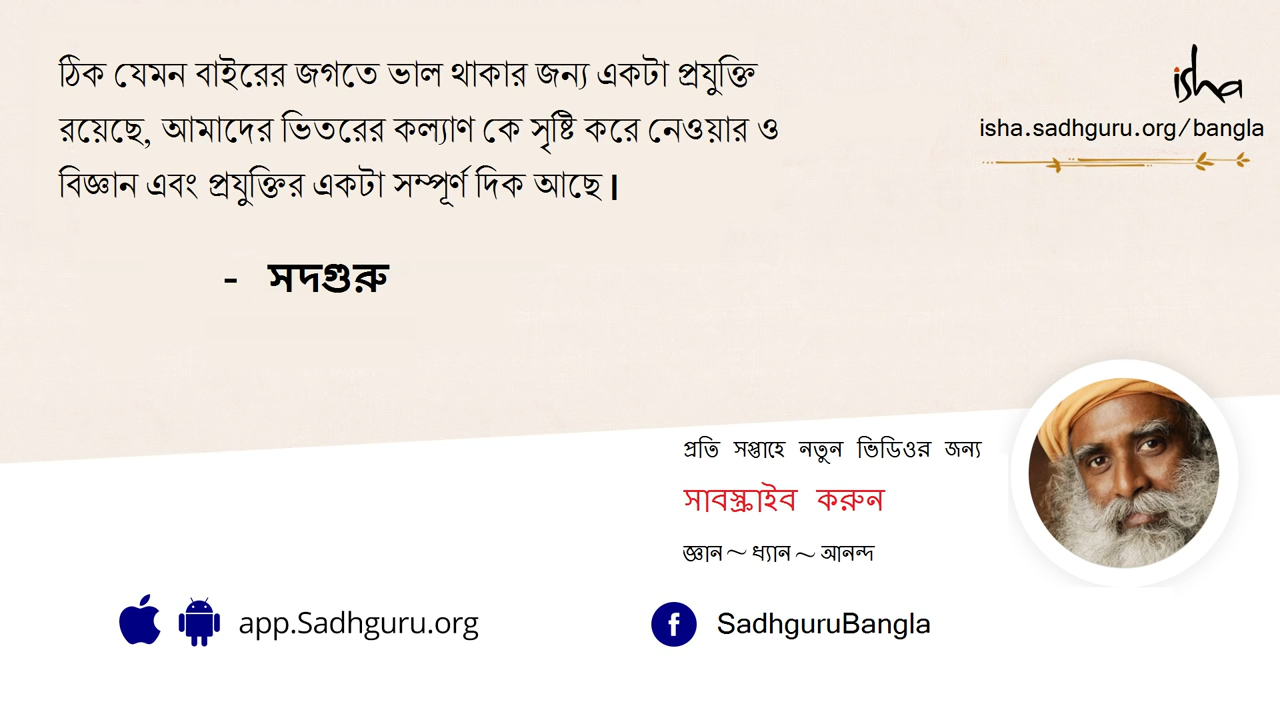 ঠিক যেমন বাইরের জগতে ভাল থাকার জন্য একটা প্রযুক্তি
রয়েছে, আমাদের ভিতরের কল্যাণ কে সৃষ্টি করে নেওয়ার ও
বিজ্ঞান এবং প্রযুক্তির একটা সম্পূর্ণ দিক আছে।
- সদগুরু
isha
isha.sadhguru.org/bangla
প্রতি সপ্তাহে নতুন ভিডিওর জন্য
সাবস্ক্রাইব করুন
জ্ঞান ~ ধ্যান ~ আনন্দ
app.Sadhguru.org
f SadhguruBangla